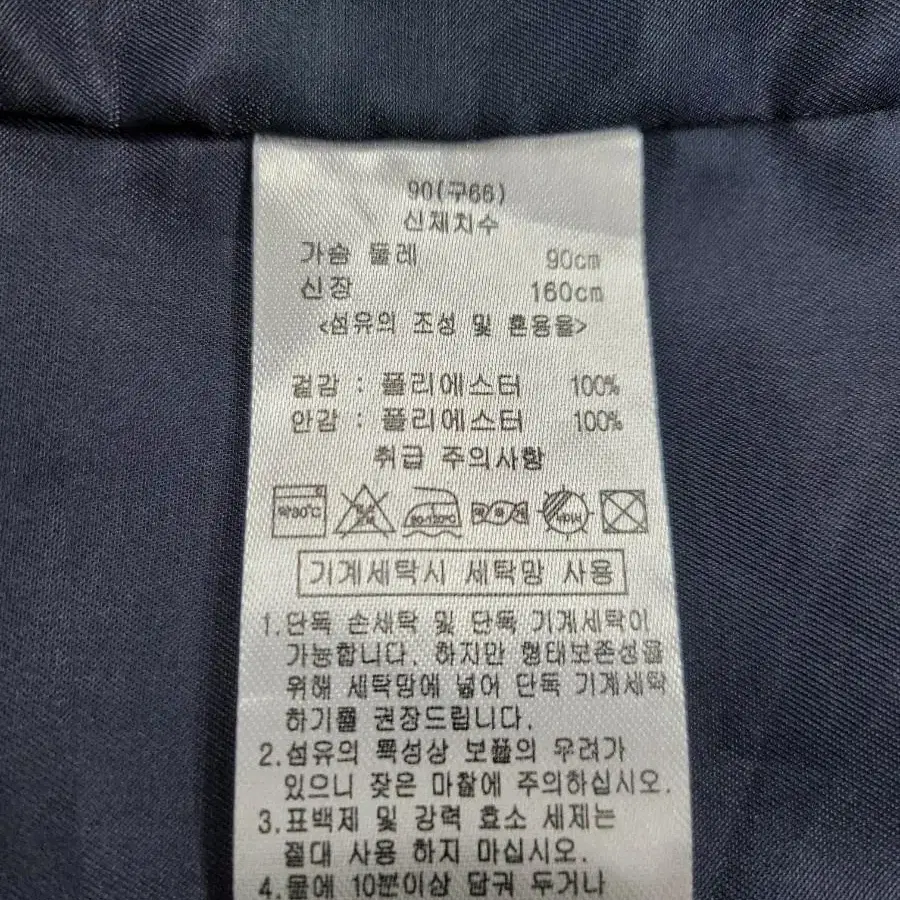 90(구66)
신제치수
가슴 둘레 90cm
신장 160cm
<섬유의 조성 및 혼용율>
겉감 : 폴리에스터 100%
안감 : 폴리에스터 100%
취급 주의사항
약30℃
기계세탁시 세탁망 사용
1.단독 손세탁 및 단독 기계세탁이
가능합니다. 하지만 형태보존성을
위해 세탁망에 넣어 단독 기계세탁
하기를 권장드립니다.
2.섬유의 특성상 보풀의 우려가
있으니 잦은 마찰에 주의하십시오.
3.표백제 및 강력 효소 세제는
절대 사용 하지 마십시오.
4.물에 10분이상 담궈 두거나